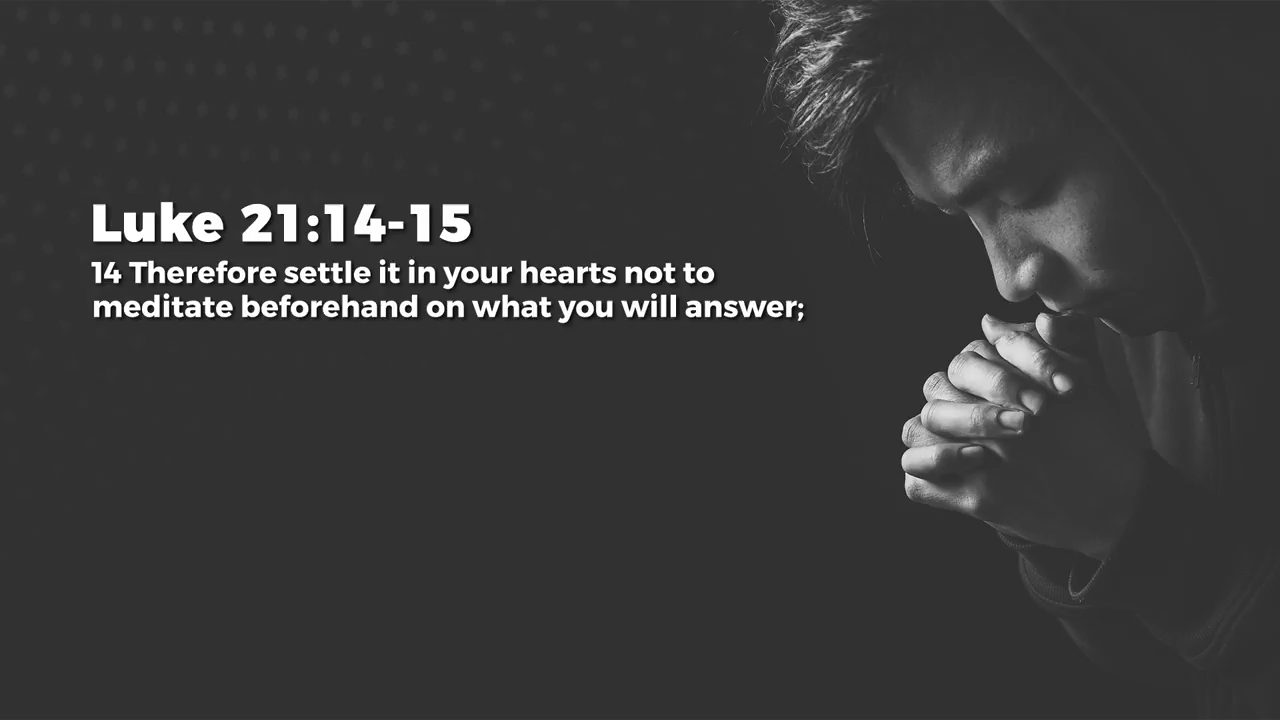 Luke 21:14-15
14 Therefore settle it in your hearts not to
meditate beforehand on what you will answer;